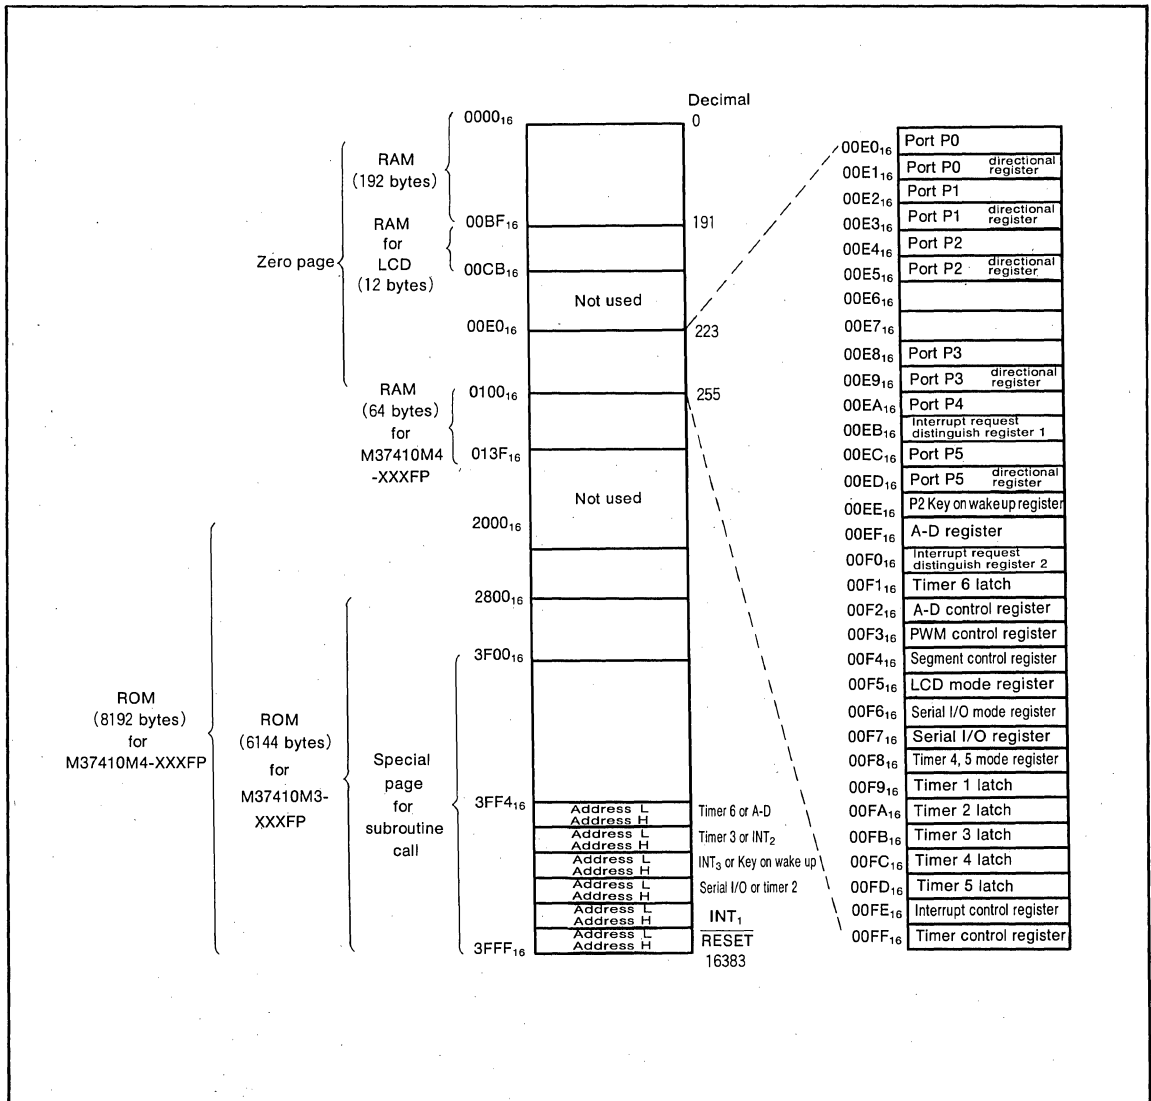 Decimal
0000₁₆
0
RAM
(192 bytes)
00BF₁₆
191
RAM
for
LCD
(12 bytes)
Zero page
00CB₁₆
Not used
00E0₁₆
223
0100₁₆
255
RAM
(64 bytes)
for
M37410M4
-XXXFP
013F₁₆
Not used
2000₁₆
2800₁₆
3F00₁₆
ROM
(8192 bytes)
for
M37410M4-XXXFP
ROM
(6144 bytes)
for
M37410M3-
XXXFP
Special
page
for
subroutine
call
3FF4₁₆
Address L
Address H
Timer 6 or A-D
Address L
Address H
Timer 3 or INT₂
Address L
Address H
INT₃ or Key on wake up
Address L
Address H
Serial I/O or timer 2
Address L
Address H
INT₁
Address L
Address H
RESET
3FFF₁₆
16383
00E0₁₆ Port P0
00E1₁₆ Port P0 directional register
00E2₁₆ Port P1
00E3₁₆ Port P1 directional register
00E4₁₆ Port P2
00E5₁₆ Port P2 directional register
00E6₁₆
00E7₁₆
00E8₁₆ Port P3
00E9₁₆ Port P3 directional register
00EA₁₆ Port P4
00EB₁₆ Interrupt request distinguish register 1
00EC₁₆ Port P5
00ED₁₆ Port P5 directional register
00EE₁₆ P2 Key on wake up register
00EF₁₆ A-D register
00F0₁₆ Interrupt request distinguish register 2
00F1₁₆ Timer 6 latch
00F2₁₆ A-D control register
00F3₁₆ PWM control register
00F4₁₆ Segment control register
00F5₁₆ LCD mode register
00F6₁₆ Serial I/O mode register
00F7₁₆ Serial I/O register
00F8₁₆ Timer 4, 5 mode register
00F9₁₆ Timer 1 latch
00FA₁₆ Timer 2 latch
00FB₁₆ Timer 3 latch
00FC₁₆ Timer 4 latch
00FD₁₆ Timer 5 latch
00FE₁₆ Interrupt control register
00FF₁₆ Timer control register